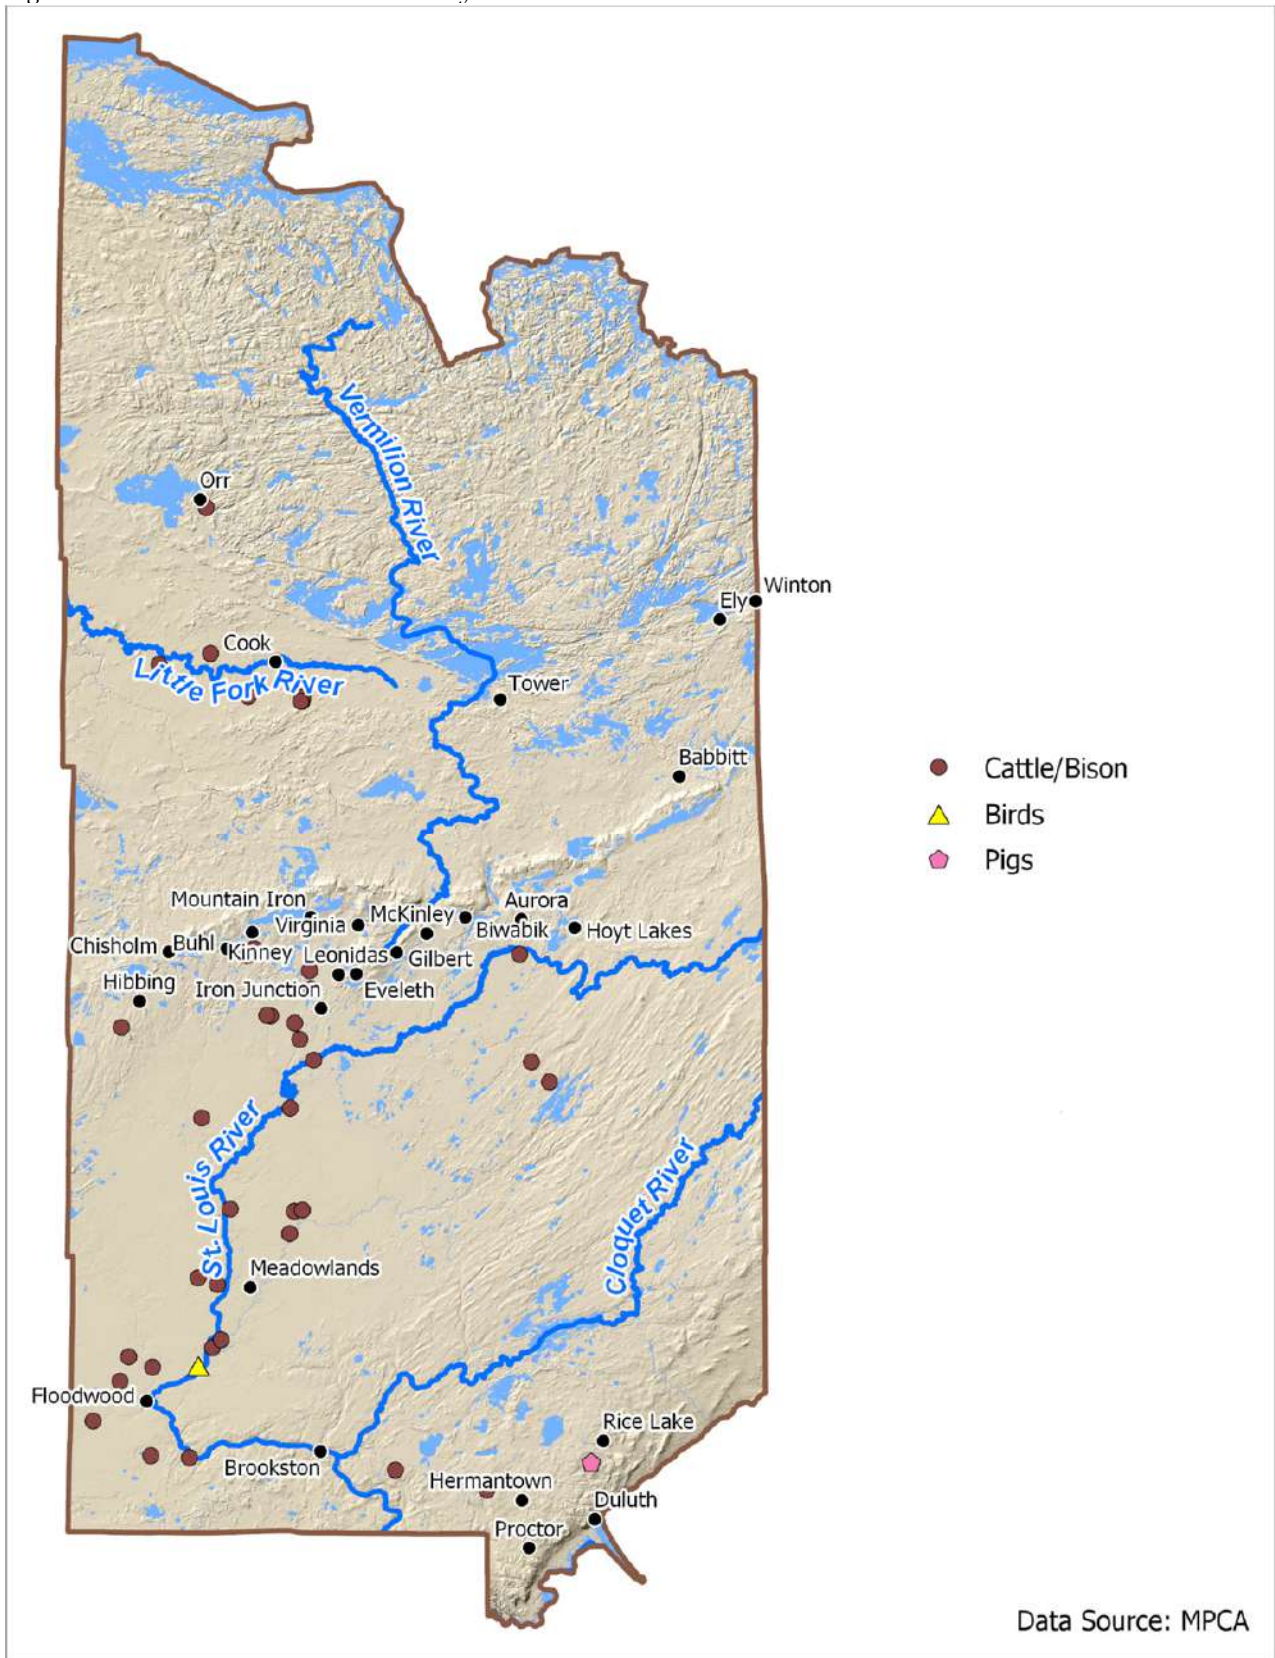 Vermilion River
Orr
Winton
Ely
Cook
Little Fork River
Tower
Babbitt
Cattle/Bison
Birds
Pigs
Mountain Iron
McKinley
Aurora
Virginia
Biwabik
Hoyt Lakes
Chisholm
Buhl
Kinney
Leonidas
Gilbert
Hibbing
Iron Junction
Eveleth
St. Louis River
Cloquet River
Meadowlands
Floodwood
Rice Lake
Brookston
Hermantown
Duluth
Proctor
Data Source: MPCA